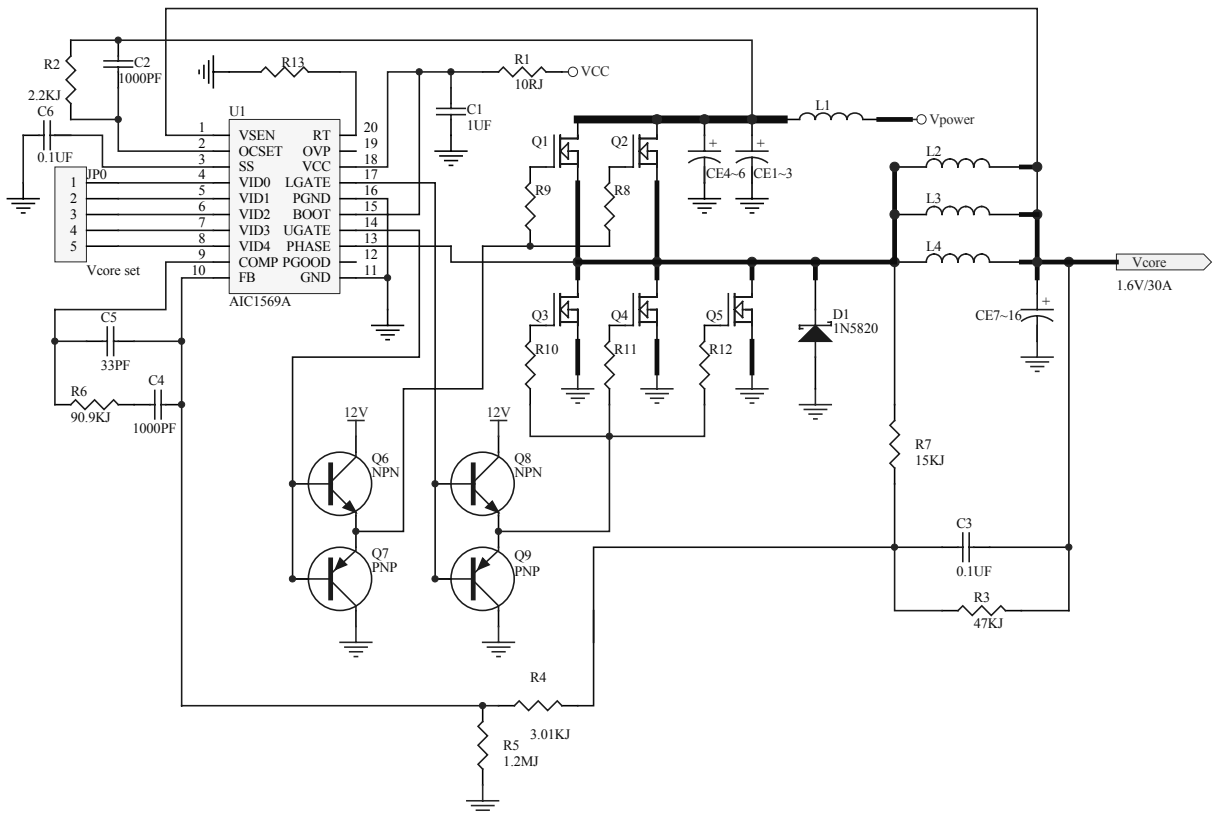 R2
2.2KJ
C2
1000PF
C6
0.1UF
R13
R1
10RJ
VCC
C1
1UF
U1
1 VSEN RT 20
2 OCSET OVP 19
3 SS VCC 18
4 VID0 LGATE 17
5 VID1 PGND 16
6 VID2 BOOT 15
7 VID3 UGATE 14
8 VID4 PHASE 13
9 COMP PGOOD 12
10 FB GND 11
AIC1569A
JP0
1
2
3
4
5
Vcore set
Q1
Q2
R9
R8
+
CE4~6
+
CE1~3
L1
Vpower
L2
L3
L4
Vcore
1.6V/30A
CE7~16
+
Q3
Q4
Q5
R10
R11
R12
D1
1N5820
C5
33PF
R6
90.9KJ
C4
1000PF
12V
Q6
NPN
Q7
PNP
12V
Q8
NPN
Q9
PNP
R7
15KJ
C3
0.1UF
R3
47KJ
R4
3.01KJ
R5
1.2MJ